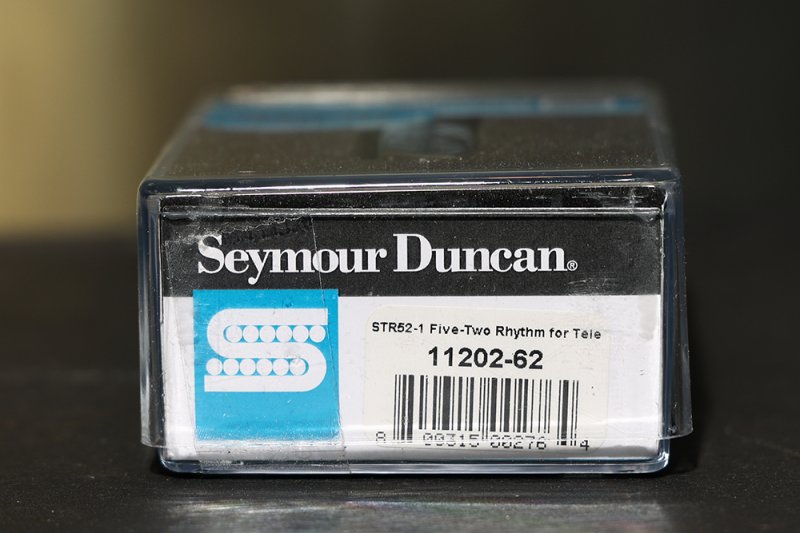 Seymour Duncan®
STR52-1 Five-Two Rhythm for Tele
11202-62
8 00315 00276 4